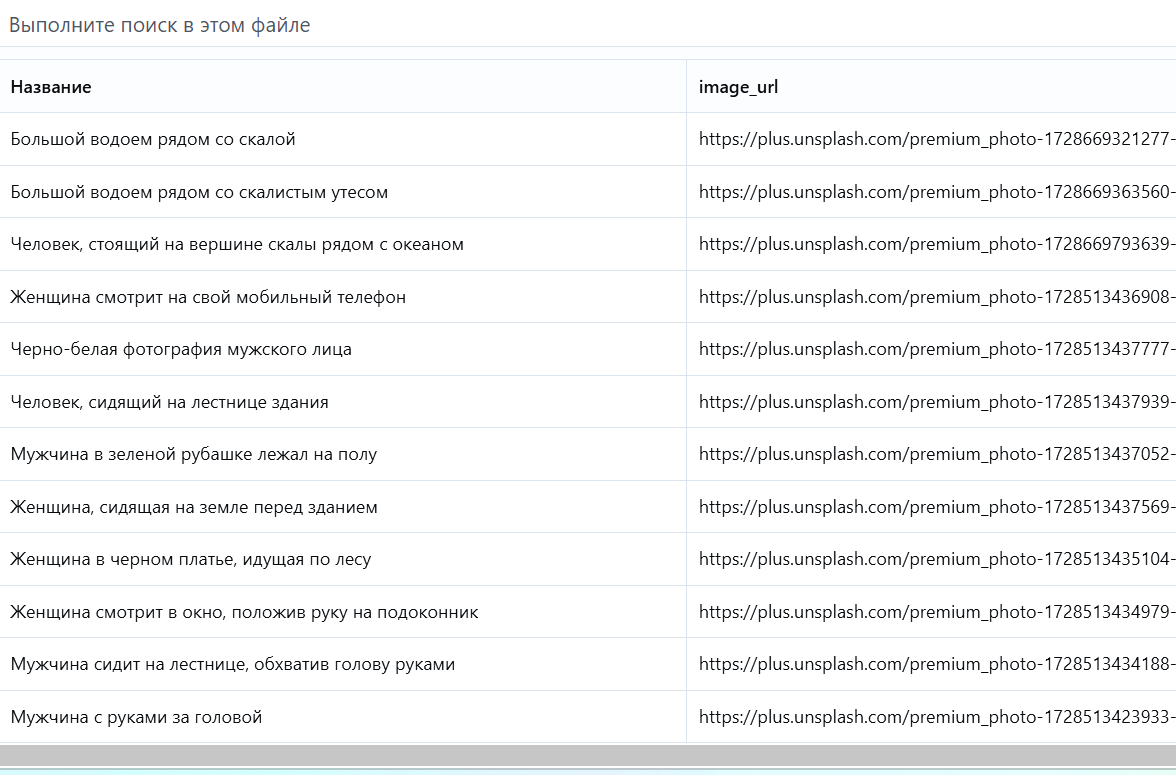 Выполните поиск в этом файле
Название image_url
Большой водоем рядом со скалой https://plus.unsplash.com/premium_photo-1728669321277-
Большой водоем рядом со скалистым утесом https://plus.unsplash.com/premium_photo-1728669363560-
Человек, стоящий на вершине скалы рядом с океаном https://plus.unsplash.com/premium_photo-1728669793639-
Женщина смотрит на свой мобильный телефон https://plus.unsplash.com/premium_photo-1728513436908-
Черно-белая фотография мужского лица https://plus.unsplash.com/premium_photo-1728513437777-
Человек, сидящий на лестнице здания https://plus.unsplash.com/premium_photo-1728513437939-
Мужчина в зеленой рубашке лежал на полу https://plus.unsplash.com/premium_photo-1728513437052-
Женщина, сидящая на земле перед зданием https://plus.unsplash.com/premium_photo-1728513437569-
Женщина в черном платье, идущая по лесу https://plus.unsplash.com/premium_photo-1728513435104-
Женщина смотрит в окно, положив руку на подоконник https://plus.unsplash.com/premium_photo-1728513434979-
Мужчина сидит на лестнице, обхватив голову руками https://plus.unsplash.com/premium_photo-1728513434188-
Мужчина с руками за головой https://plus.unsplash.com/premium_photo-1728513423933-